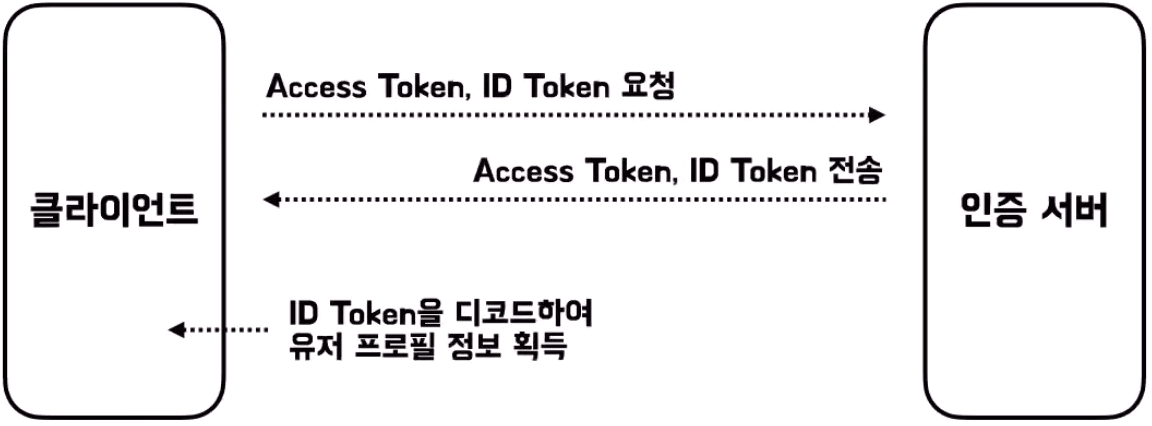 Access Token, ID Token 요청
Access Token, ID Token 전송
클라이언트
인증 서버
ID Token을 디코드하여
유저 프로필 정보 획득